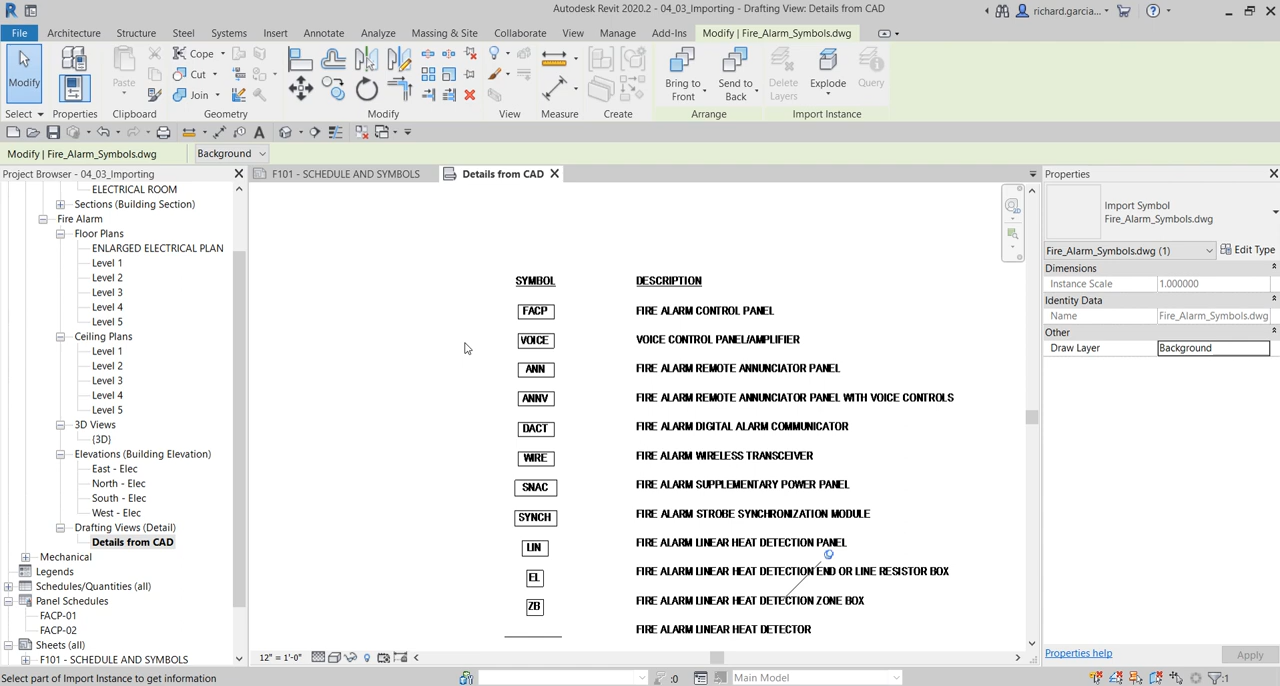 Autodesk Revit 2020.2 - 04_03_Importing - Drafting View: Details from CAD
richard.garcia...
File Architecture Structure Steel Systems Insert Annotate Analyze Massing & Site Collaborate View Manage Add-Ins Modify | Fire_Alarm_Symbols.dwg
Modify Paste Cope Cut Join Bring to Front Send to Back Delete Layers Explode Query
Select Properties Clipboard Geometry Modify View Measure Create Arrange Import Instance
Modify | Fire_Alarm_Symbols.dwg Background
Project Browser - 04_03_Importing
F101 - SCHEDULE AND SYMBOLS
Details from CAD
Properties
ELECTRICAL ROOM
Sections (Building Section)
Fire Alarm
Floor Plans
ENLARGED ELECTRICAL PLAN
Level 1
Level 2
Level 3
Level 4
Level 5
Ceiling Plans
Level 1
Level 2
Level 3
Level 4
Level 5
3D Views
(3D)
Elevations (Building Elevation)
East - Elec
North - Elec
South - Elec
West - Elec
Drafting Views (Detail)
Details from CAD
Mechanical
Legends
Schedules/Quantities (all)
Panel Schedules
FACP-01
FACP-02
Sheets (all)
F101 - SCHEDULE AND SYMBOLS
SYMBOL DESCRIPTION
FACP FIRE ALARM CONTROL PANEL
VOICE VOICE CONTROL PANEL/AMPLIFIER
ANN FIRE ALARM REMOTE ANNUNCIATOR PANEL
ANNV FIRE ALARM REMOTE ANNUNCIATOR PANEL WITH VOICE CONTROLS
DACT FIRE ALARM DIGITAL ALARM COMMUNICATOR
WIRE FIRE ALARM WIRELESS TRANSCEIVER
SNAC FIRE ALARM SUPPLEMENTARY POWER PANEL
SYNCH FIRE ALARM STROBE SYNCHRONIZATION MODULE
LIN FIRE ALARM LINEAR HEAT DETECTION PANEL
EL FIRE ALARM LINEAR HEAT DETECTION END OR LINE RESISTOR BOX
ZB FIRE ALARM LINEAR HEAT DETECTION ZONE BOX
FIRE ALARM LINEAR HEAT DETECTOR
Import Symbol
Fire_Alarm_Symbols.dwg
Fire_Alarm_Symbols.dwg (1) Edit Type
Dimensions
Instance Scale 1.000000
Identity Data
Name Fire_Alarm_Symbols.dwg
Other
Draw Layer Background
Properties help Apply
12" = 1'-0"
Select part of Import Instance to get information
:0 Main Model :1